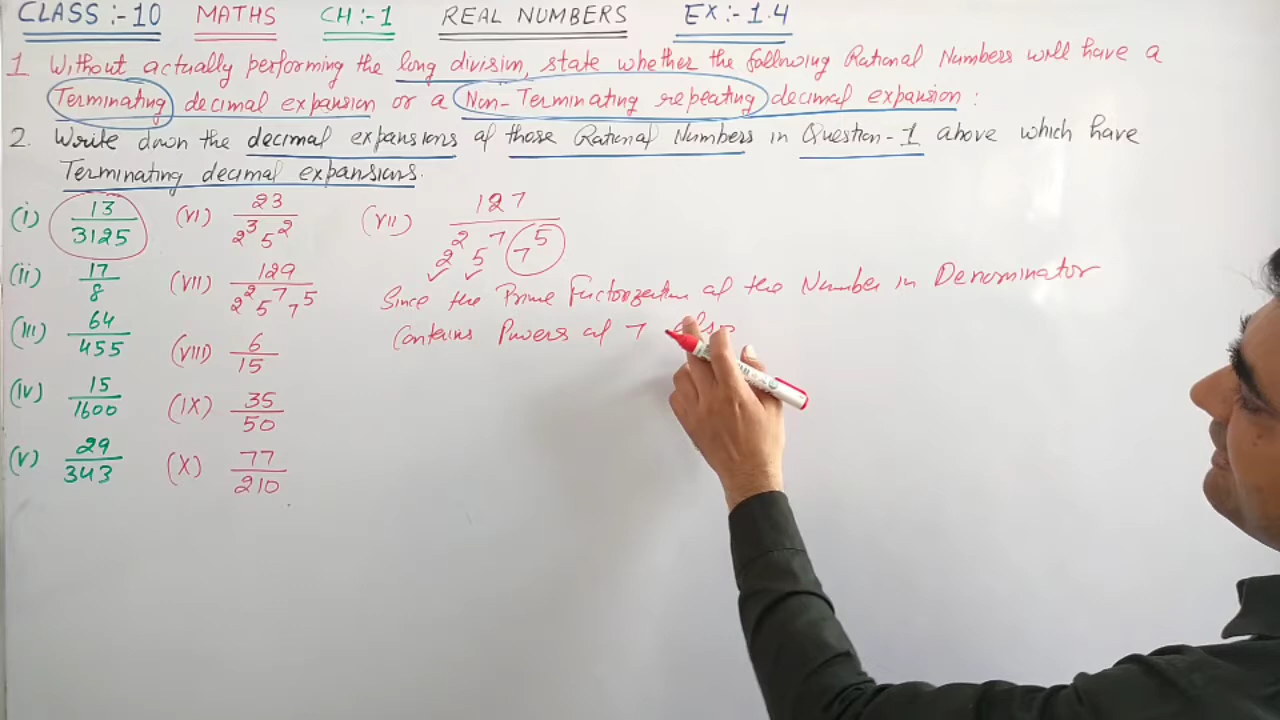 CLASS :- 10 MATHS CH :- 1 REAL NUMBERS EX :- 1.4
1 Without actually performing the long division, state whether the following Rational Numbers will have a
Terminating decimal expansion or a Non-Terminating repeating decimal expansion :
2. Write down the decimal expansions of those Rational Numbers in Question-1 above which have
Terminating decimal expansions.
(i) 13/3125 (VI) 23/2³5² (VII) 127/2²5⁷7⁵
(ii) 17/8 (VII) 129/2²5⁷7⁵
Since the Prime Factorization of the Number in Denominator
Contains Powers of 7 also
(III) 64/455 (VIII) 6/15
(IV) 15/1600 (IX) 35/50
(V) 29/343 (X) 77/210